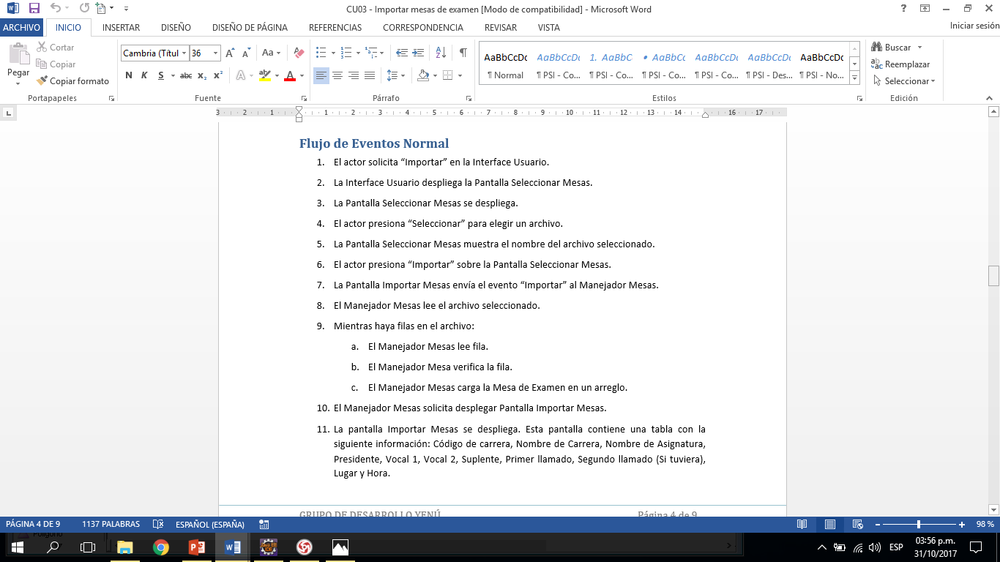 CU03 - Importar mesas de examen [Modo de compatibilidad] - Microsoft Word
ARCHIVO INICIO INSERTAR DISEÑO DISEÑO DE PÁGINA REFERENCIAS CORRESPONDENCIA REVISAR VISTA Iniciar sesión
Pegar
Cortar
Copiar
Copiar formato
Portapapeles
Cambria (Títul 36
Aa
N K S abc x₂ x² A ab A
Fuente
Párrafo
AaBbCcDc AaBbCcDc 1. AaBbC • AaBbCc AaBbCcDc AaBbCcDc AaBbCcDc
¶ Normal ¶ PSI - Co... ¶ PSI - Co... ¶ PSI - Co... ¶ PSI - Co... ¶ PSI - Des... ¶ PSI - No...
Estilos
Buscar
Reemplazar
Seleccionar
Edición
3 2 1 1 2 3 4 5 6 7 8 9 10 11 12 13 14 16 17
Flujo de Eventos Normal
1. El actor solicita “Importar” en la Interface Usuario.
2. La Interface Usuario despliega la Pantalla Seleccionar Mesas.
3. La Pantalla Seleccionar Mesas se despliega.
4. El actor presiona “Seleccionar” para elegir un archivo.
5. La Pantalla Seleccionar Mesas muestra el nombre del archivo seleccionado.
6. El actor presiona “Importar” sobre la Pantalla Seleccionar Mesas.
7. La Pantalla Importar Mesas envía el evento “Importar” al Manejador Mesas.
8. El Manejador Mesas lee el archivo seleccionado.
9. Mientras haya filas en el archivo:
a. El Manejador Mesas lee fila.
b. El Manejador Mesa verifica la fila.
c. El Manejador Mesas carga la Mesa de Examen en un arreglo.
10. El Manejador Mesas solicita desplegar Pantalla Importar Mesas.
11. La pantalla Importar Mesas se despliega. Esta pantalla contiene una tabla con la
siguiente información: Código de carrera, Nombre de Carrera, Nombre de Asignatura,
Presidente, Vocal 1, Vocal 2, Suplente, Primer llamado, Segundo llamado (Si tuviera),
Lugar y Hora.
GRUPO DE DESARROLLO YENÚ Página 4 de 9
PÁGINA 4 DE 9 1137 PALABRAS ESPAÑOL (ESPAÑA) 98 %
Polígono
ESP
03:56 p.m.
31/10/2017